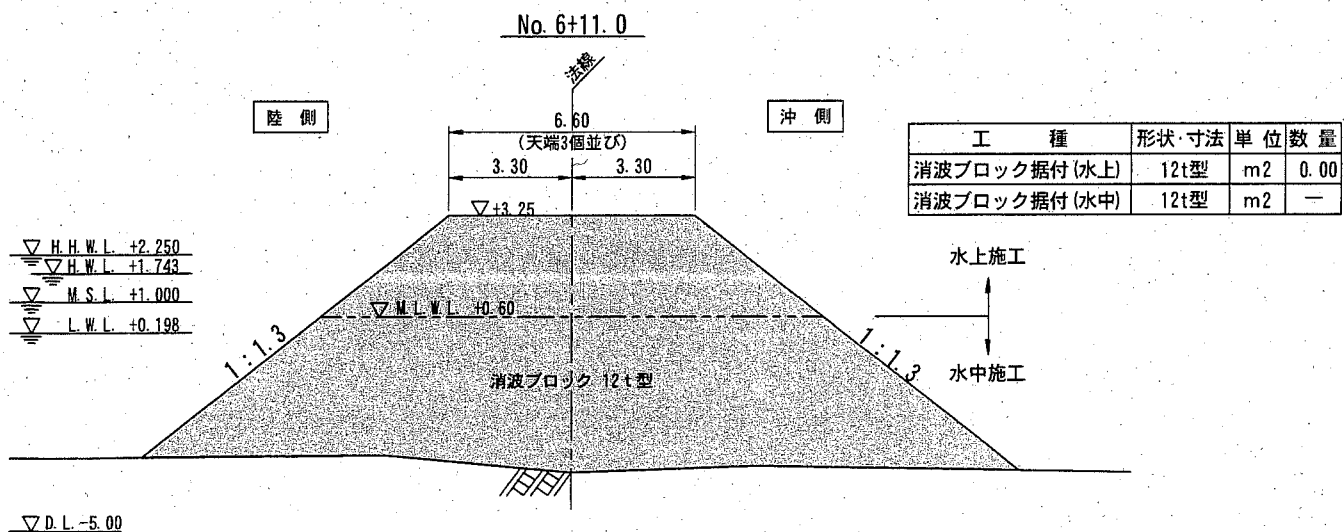 No. 6+11.0
法線
陸 側
沖 側
6.60
(天端3個並び)
3.30
3.30
工 種 形状・寸法 単 位 数 量
消波ブロック据付(水上) 12t型 m2 0.00
消波ブロック据付(水中) 12t型 m2 —
▽+3.25
▽ H.H.W.L. +2.250
▽ H.W.L. +1.743
▽ M.S.L. +1.000
▽ L.W.L. +0.198
▽ M.L.W.L. +0.60
水上施工
水中施工
1:1.3
1:1.3
消波ブロック 12t型
▽ D.L.-5.00